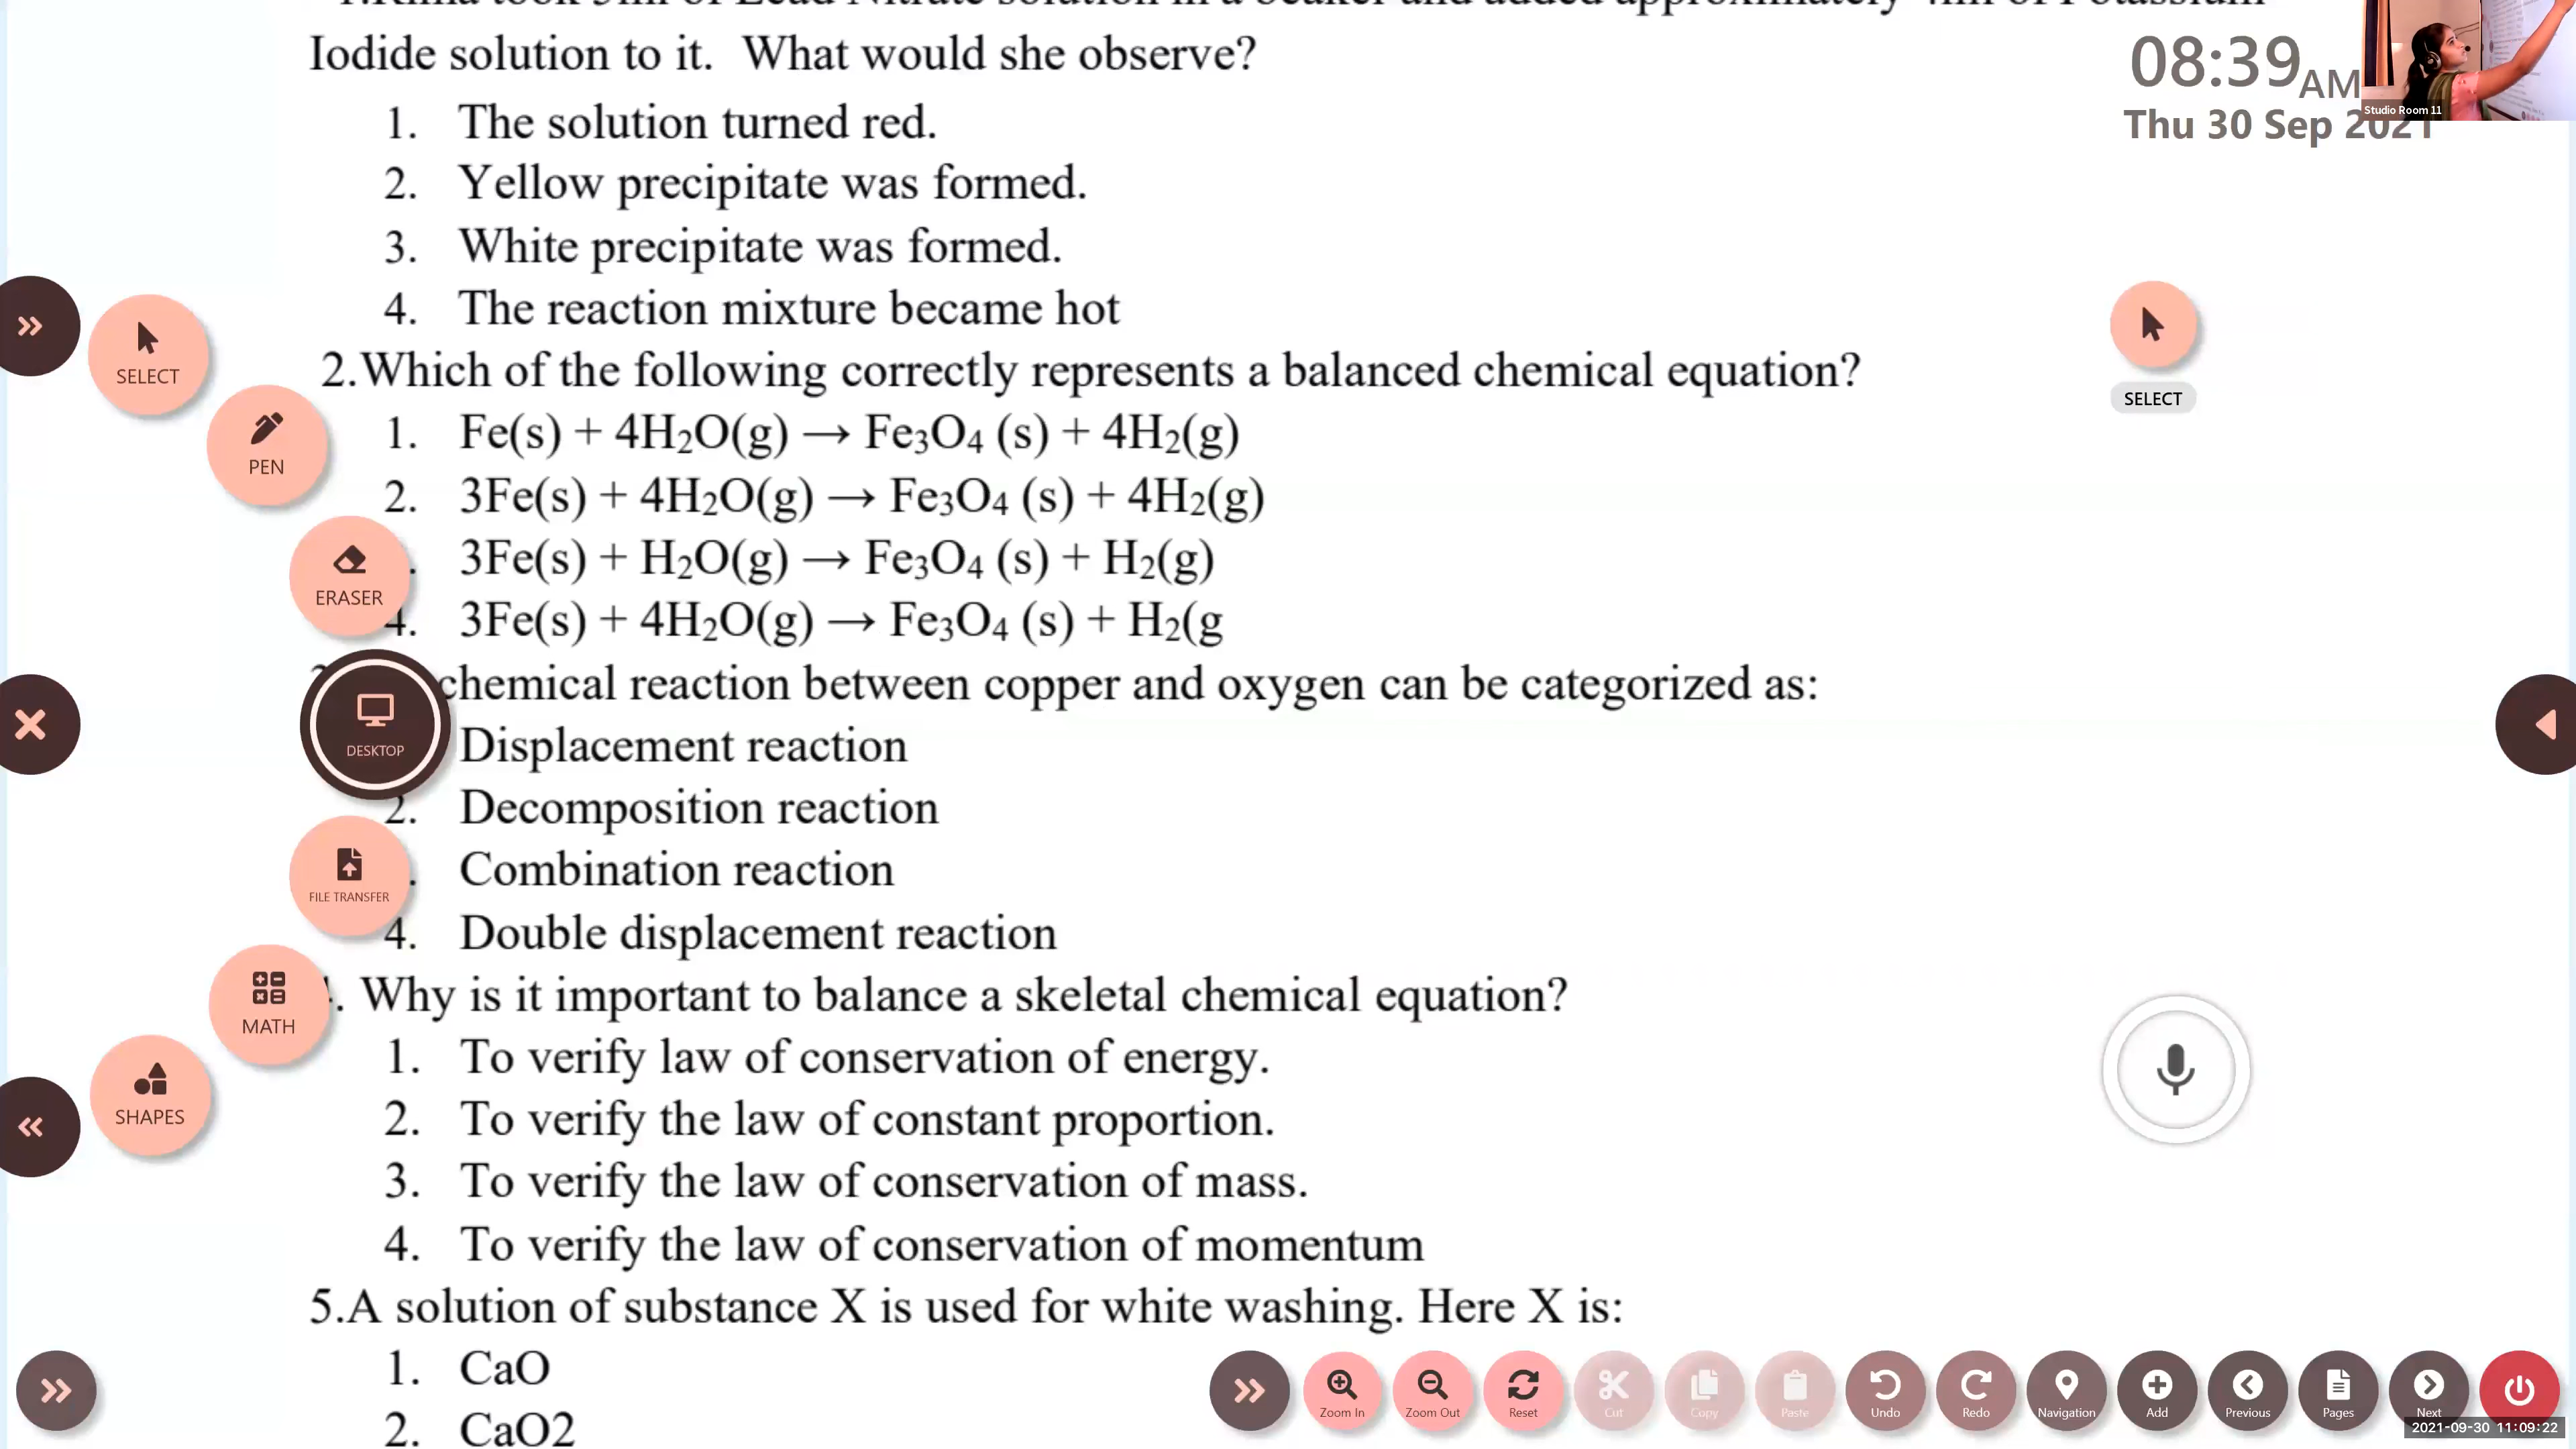 Iodide solution to it. What would she observe?
1. The solution turned red.
2. Yellow precipitate was formed.
3. White precipitate was formed.
4. The reaction mixture became hot
2.Which of the following correctly represents a balanced chemical equation?
1. Fe(s) + 4H₂O(g) → Fe₃O₄ (s) + 4H₂(g)
2. 3Fe(s) + 4H₂O(g) → Fe₃O₄ (s) + 4H₂(g)
. 3Fe(s) + H₂O(g) → Fe₃O₄ (s) + H₂(g)
4. 3Fe(s) + 4H₂O(g) → Fe₃O₄ (s) + H₂(g
chemical reaction between copper and oxygen can be categorized as:
Displacement reaction
2. Decomposition reaction
. Combination reaction
4. Double displacement reaction
. Why is it important to balance a skeletal chemical equation?
1. To verify law of conservation of energy.
2. To verify the law of constant proportion.
3. To verify the law of conservation of mass.
4. To verify the law of conservation of momentum
5.A solution of substance X is used for white washing. Here X is:
1. CaO
2. CaO2
08:39 AM
Thu 30 Sep 2021
Studio Room 11
SELECT
PEN
ERASER
DESKTOP
FILE TRANSFER
MATH
SHAPES
SELECT
Zoom In
Zoom Out
Reset
Cut
Copy
Paste
Undo
Redo
Navigation
Add
Previous
Pages
Next
2021-09-30 11:09:22